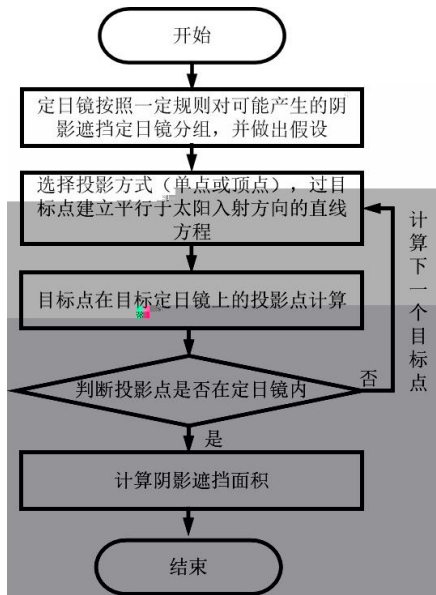 开始
定日镜按照一定规则对可能产生的阴
影遮挡定日镜分组，并做出假设
选择投影方式（单点或顶点），过目
标点建立平行于太阳入射方向的直线
方程
计算下一个目标点
目标点在目标定日镜上的投影点计算
判断投影点是否在定日镜内
否
是
计算阴影遮挡面积
结束